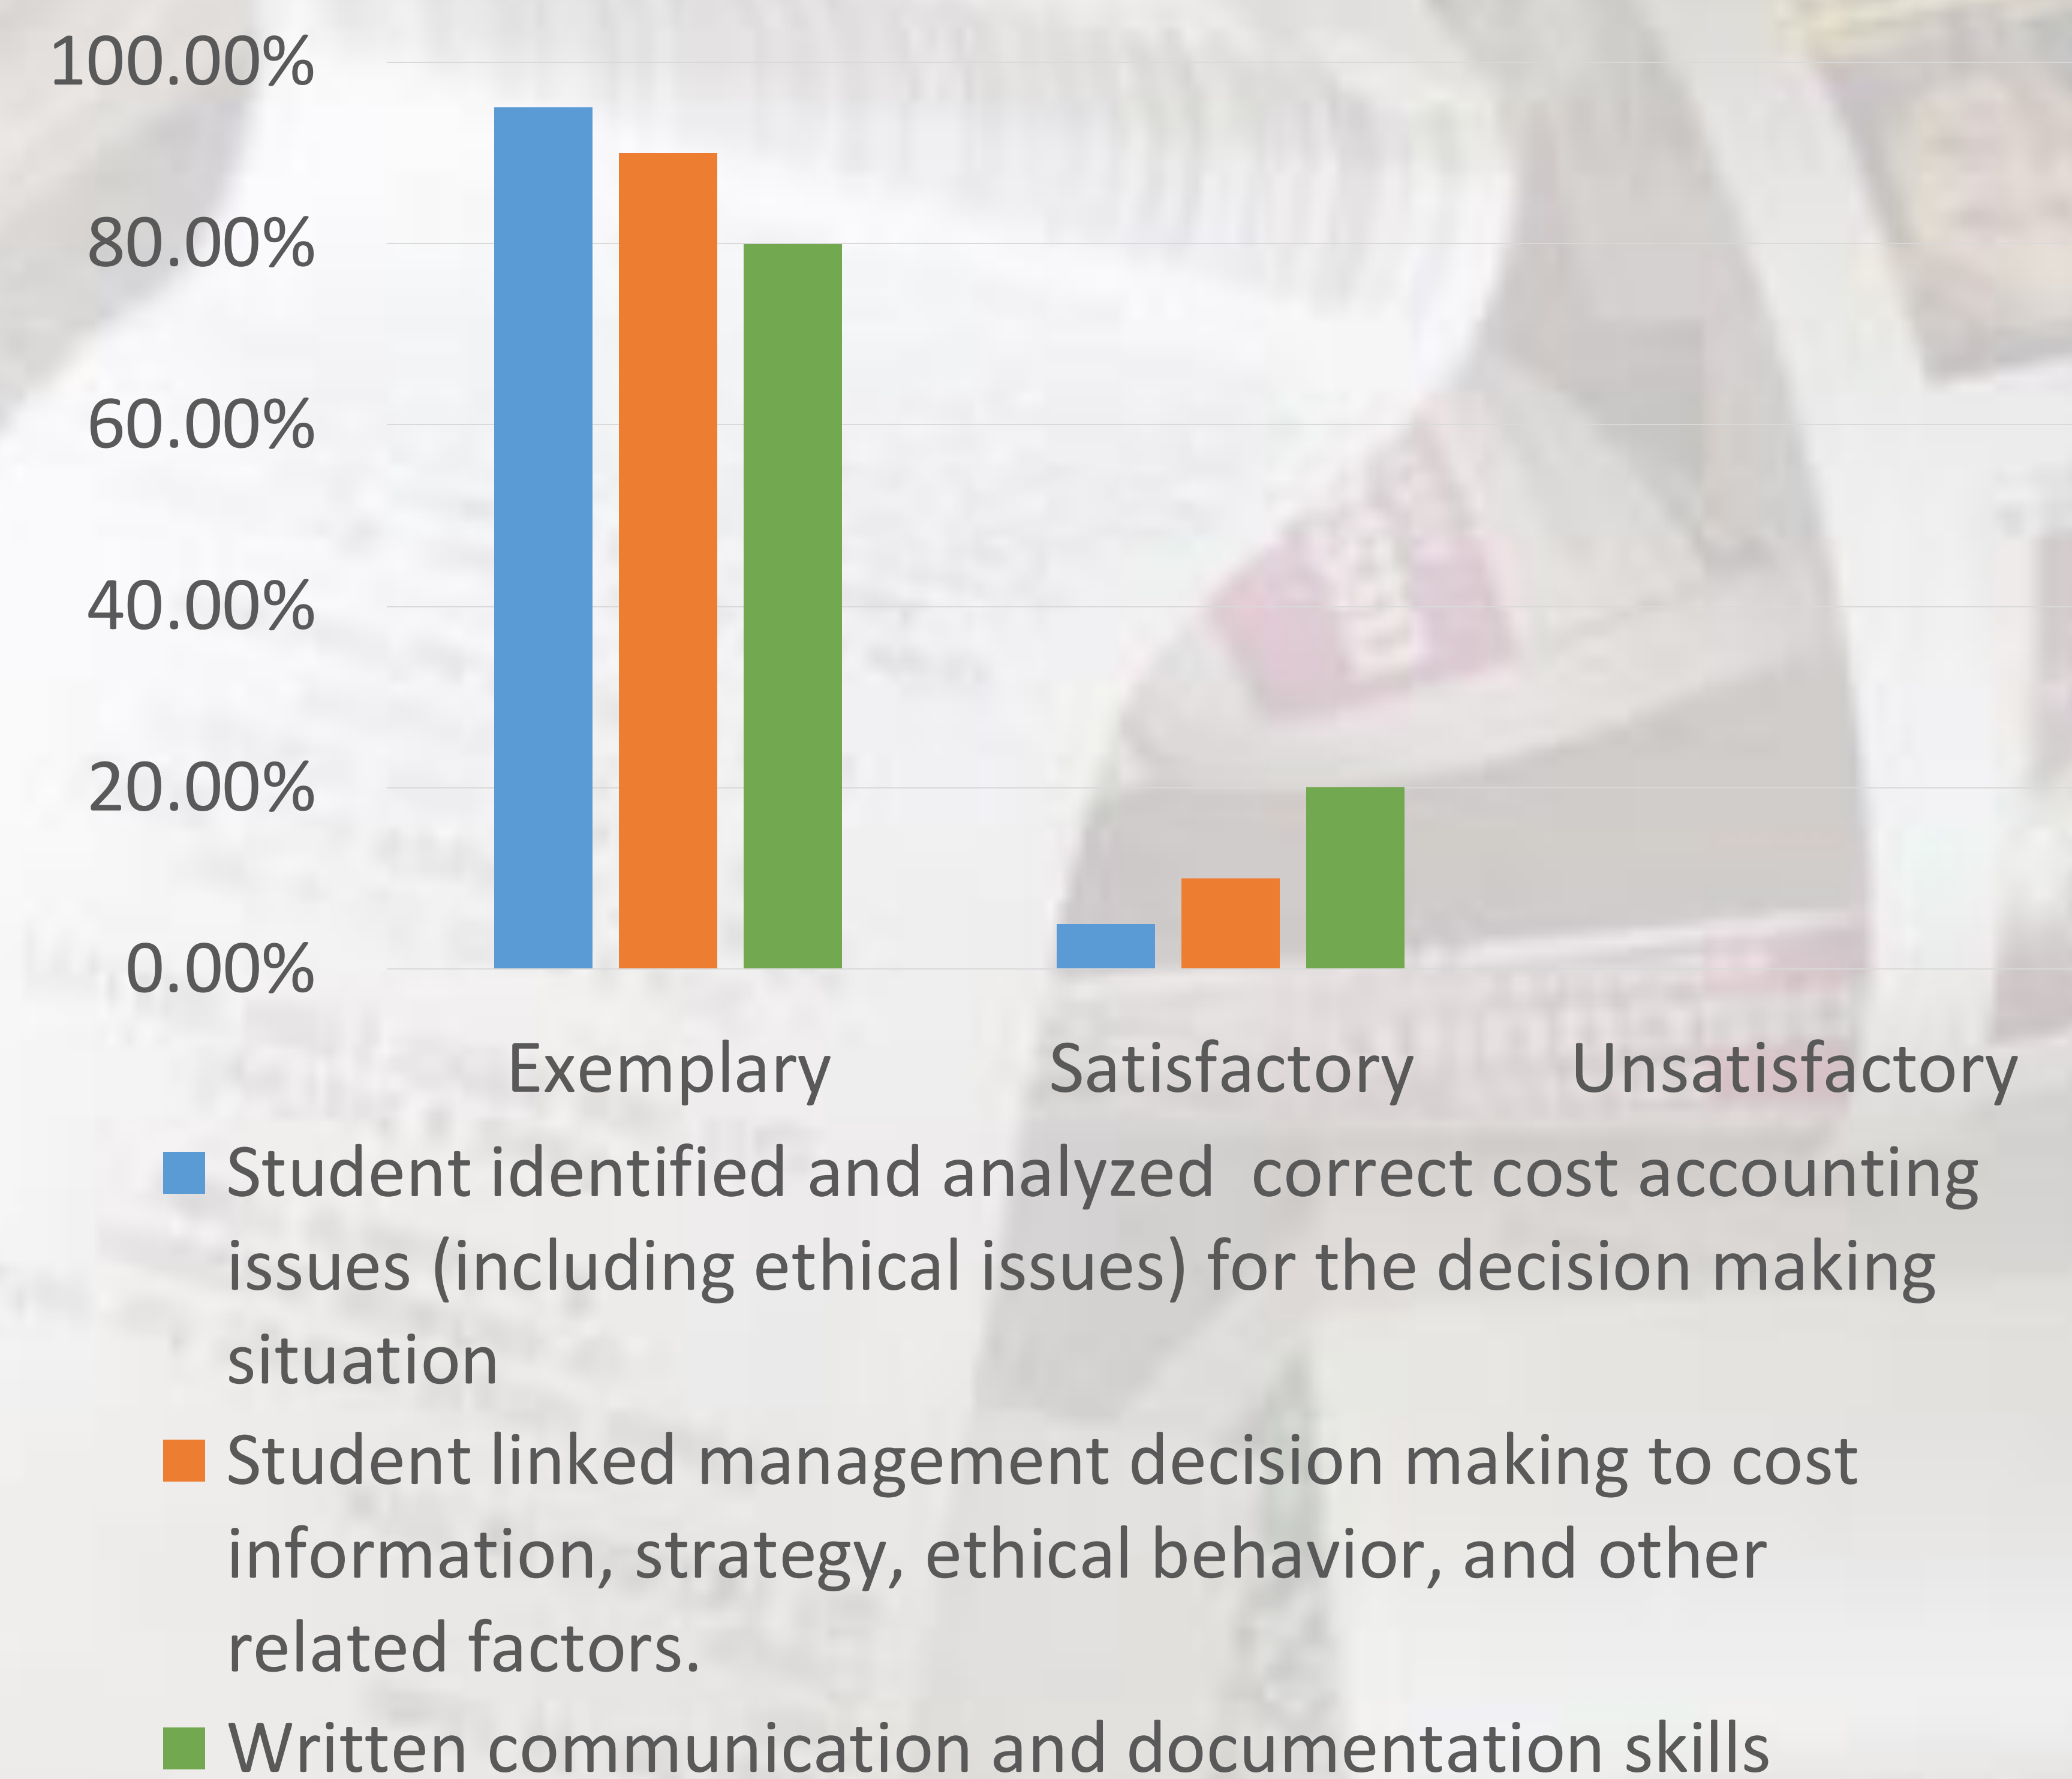 100.00%
80.00%
60.00%
40.00%
20.00%
0.00%
Exemplary Satisfactory Unsatisfactory
Student identified and analyzed  correct cost accounting
issues (including ethical issues) for the decision making
situation
Student linked management decision making to cost
information, strategy, ethical behavior, and other
related factors.
Written communication and documentation skills